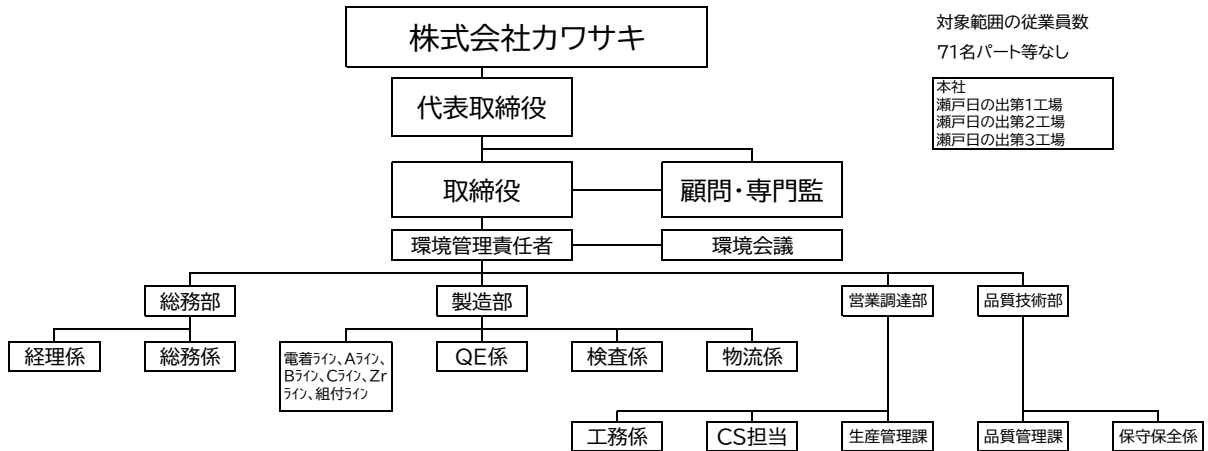 株式会社カワサキ
対象範囲の従業員数
71名パート等なし
代表取締役
本社
瀬戸日の出第1工場
瀬戸日の出第2工場
瀬戸日の出第3工場
取締役
顧問・専門監
環境管理責任者
環境会議
総務部
製造部
営業調達部
品質技術部
経理係
総務係
電着ライン、Aライン、
Bライン、Cライン、Zr
ライン、組付ライン
QE係
検査係
物流係
工務係
CS担当
生産管理課
品質管理課
保守保全係